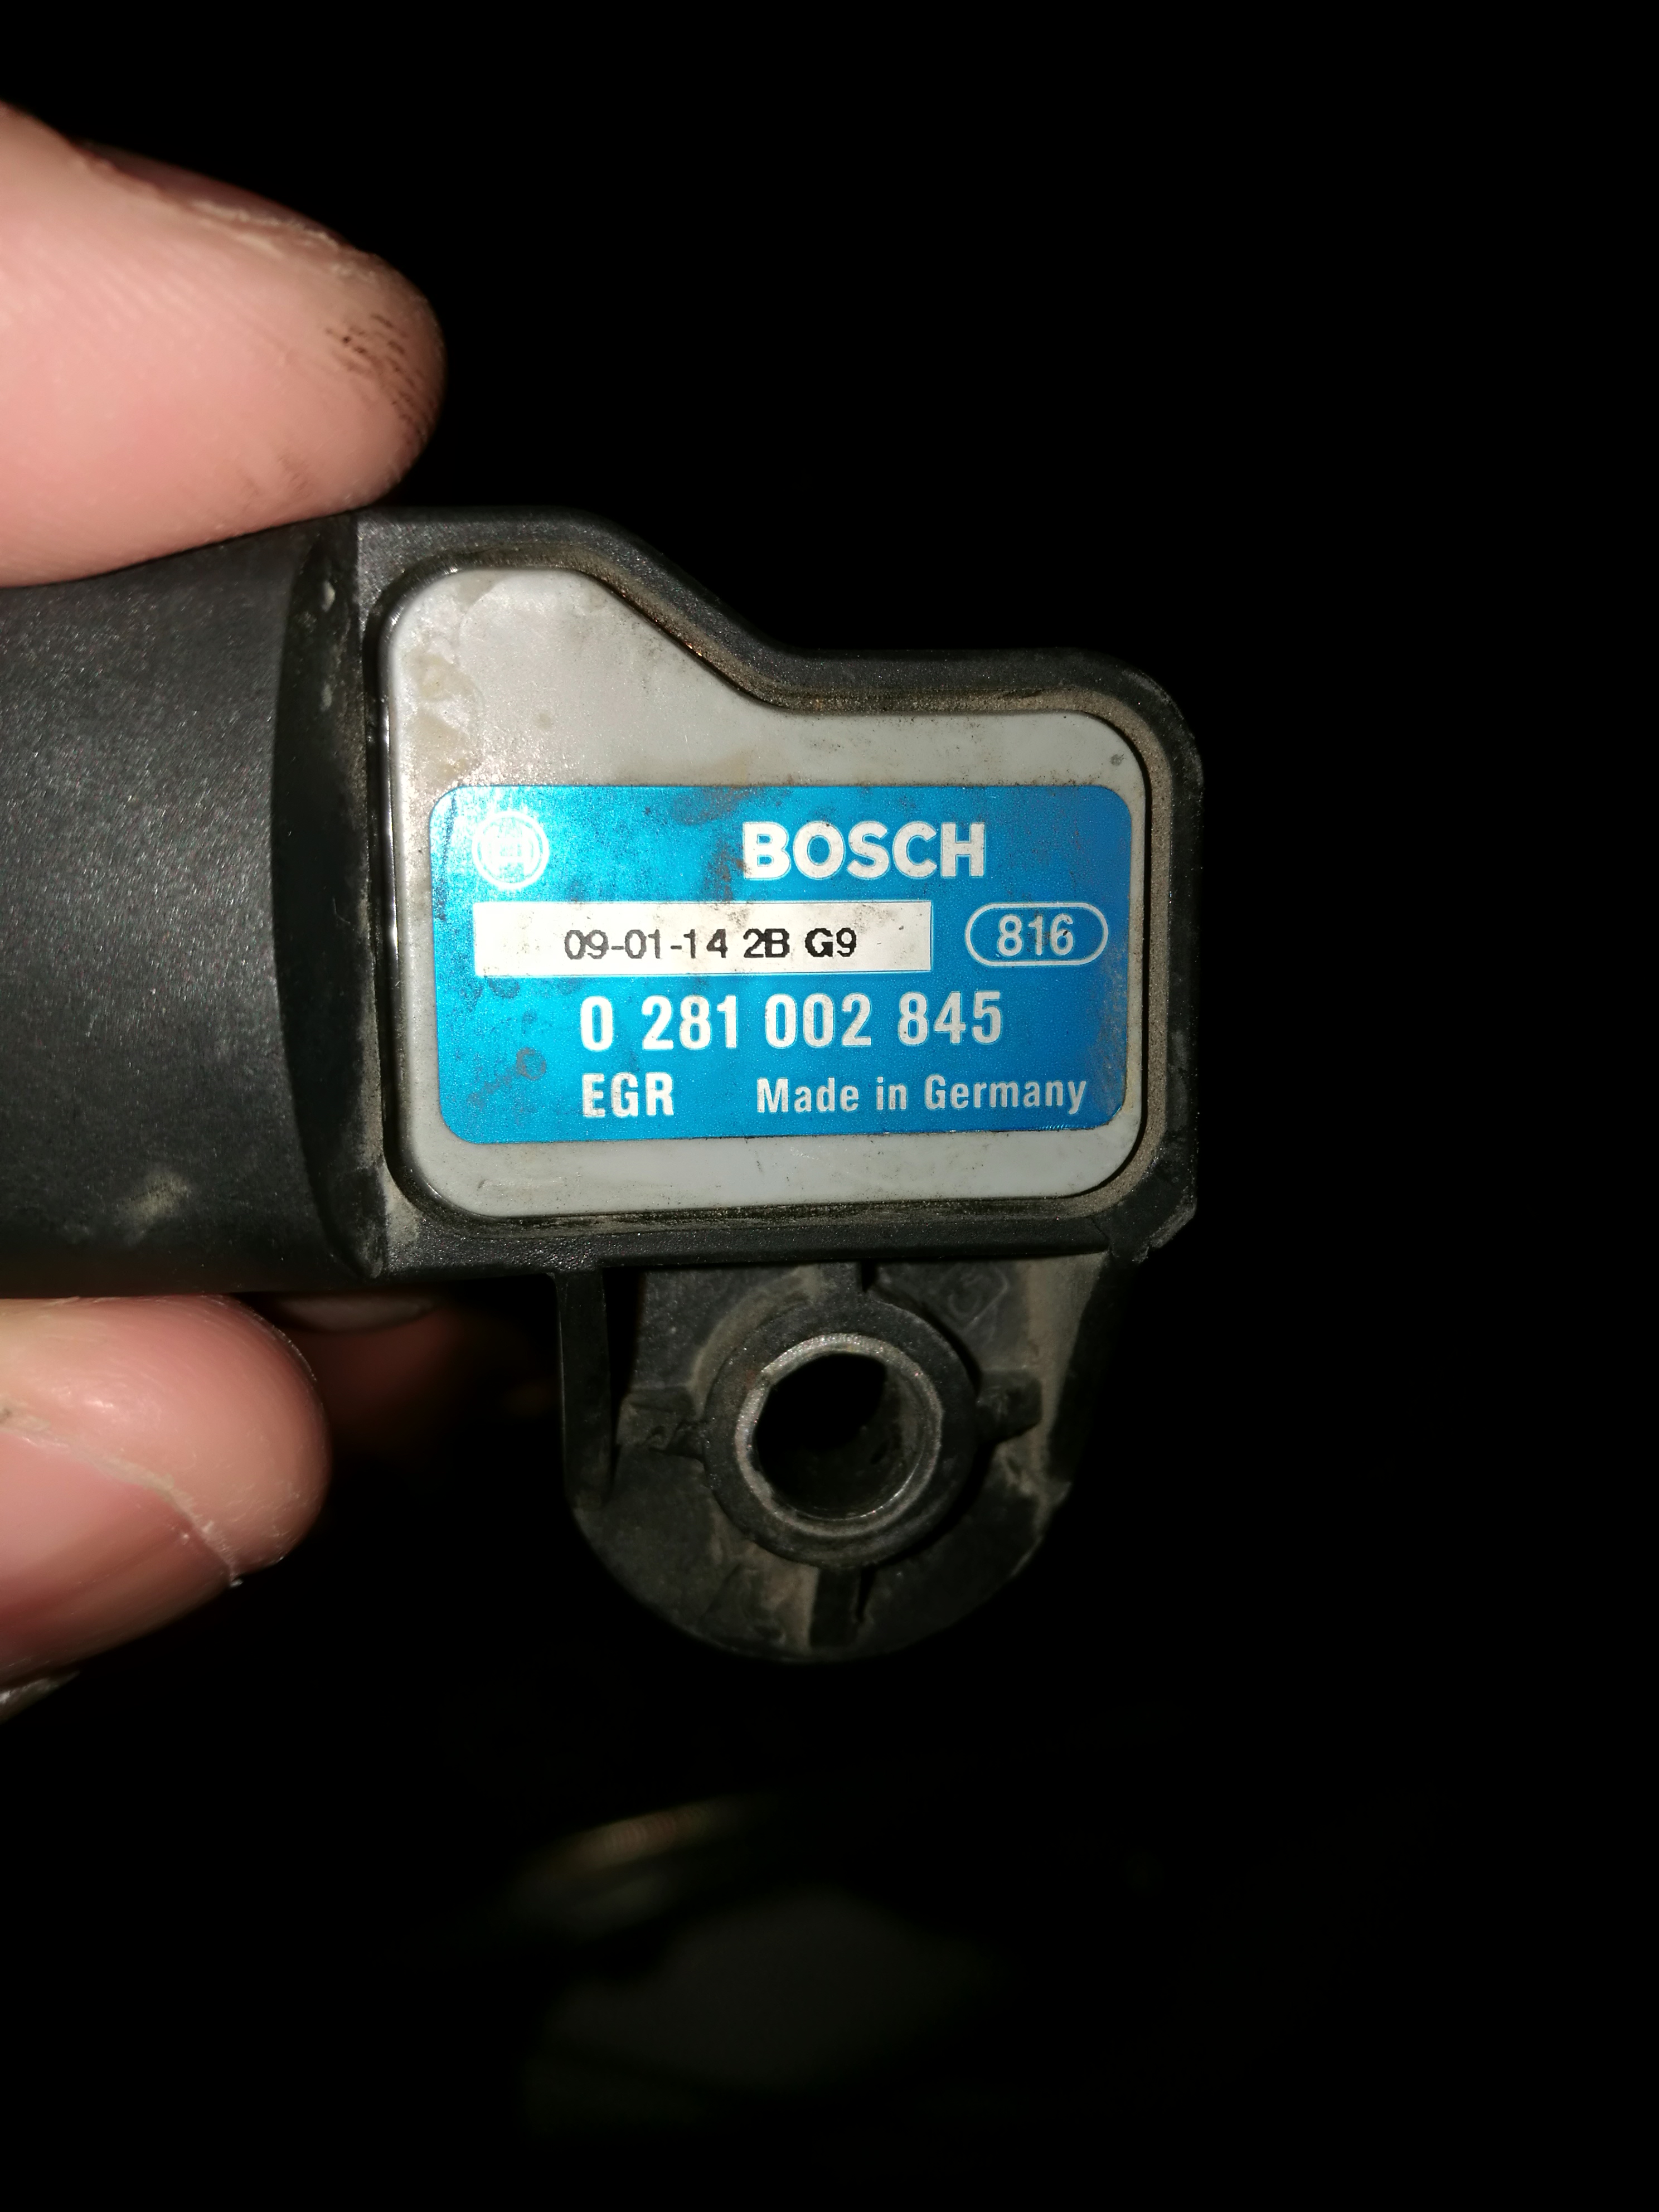 BOSCH
09-01-14 2B G9 816
0 281 002 845
EGR Made in Germany